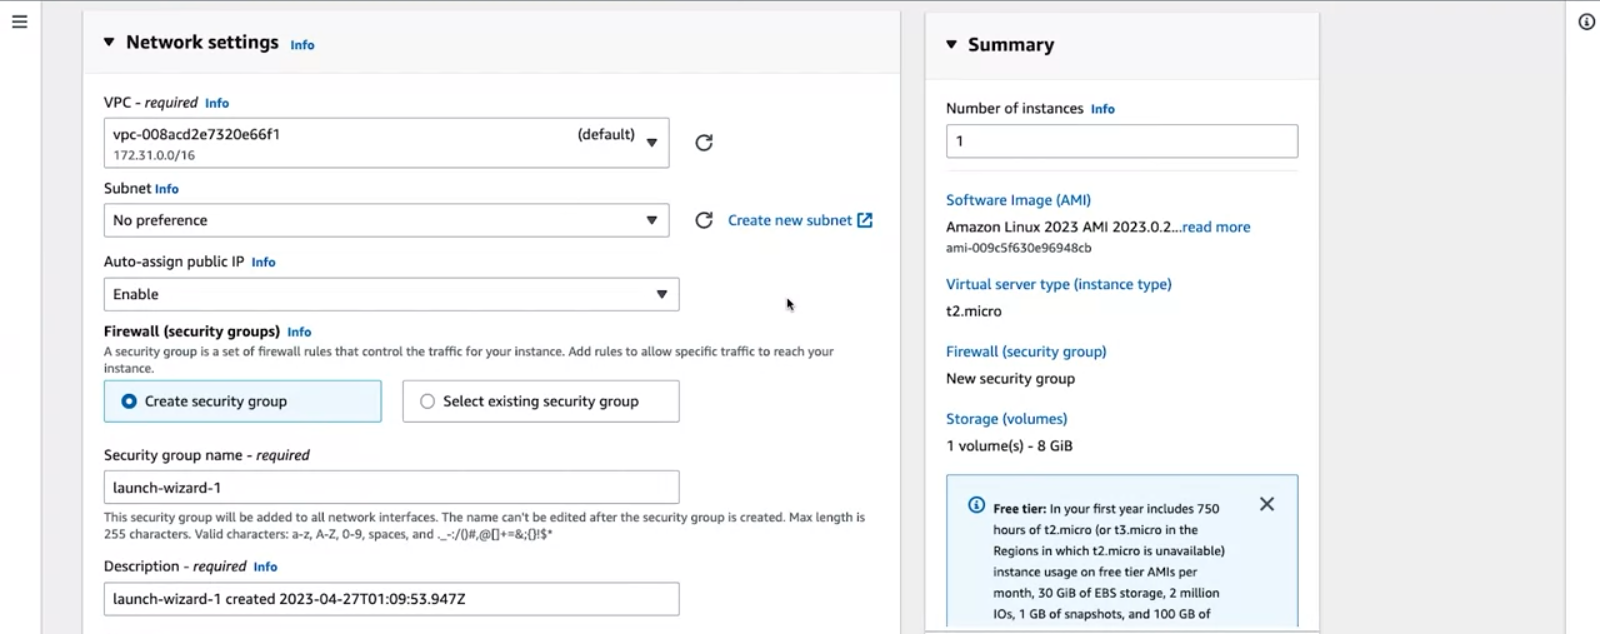 Network settings Info
VPC - required Info
vpc-008acd2e7320e66f1 (default)
172.31.0.0/16
Subnet Info
No preference
Create new subnet
Auto-assign public IP Info
Enable
Firewall (security groups) Info
A security group is a set of firewall rules that control the traffic for your instance. Add rules to allow specific traffic to reach your
instance.
Create security group
Select existing security group
Security group name - required
launch-wizard-1
This security group will be added to all network interfaces. The name can't be edited after the security group is created. Max length is
255 characters. Valid characters: a-z, A-Z, 0-9, spaces, and ._-:/()#,@[]+=&;{}!$*
Description - required Info
launch-wizard-1 created 2023-04-27T01:09:53.947Z
Summary
Number of instances Info
1
Software Image (AMI)
Amazon Linux 2023 AMI 2023.0.2...read more
ami-009c5f630e96948cb
Virtual server type (instance type)
t2.micro
Firewall (security group)
New security group
Storage (volumes)
1 volume(s) - 8 GiB
Free tier: In your first year includes 750
hours of t2.micro (or t3.micro in the
Regions in which t2.micro is unavailable)
instance usage on free tier AMIs per
month, 30 GiB of EBS storage, 2 million
IOs, 1 GB of snapshots, and 100 GB of